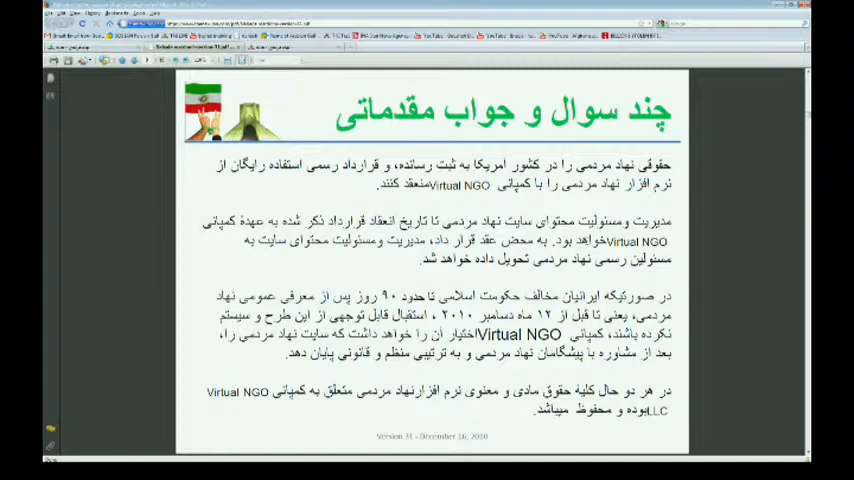 چند سوال و جواب مقدماتی
حقوقی نهاد مردمی را در کشور آمریکا به ثبت رسانده، و قرارداد رسمی استفاده رایگان از
نرم افزار نهاد مردمی را با کمپانی Virtual NGO منعقد کنند.
مدیریت ومسئولیت محتوای سایت نهاد مردمی تا تاریخ انعقاد قرارداد ذکر شده به عهدۀ کمپانی
Virtual NGO خواهد بود. به محض عقد قرار داد، مدیریت ومسئولیت محتوای سایت به
مسئولین رسمی نهاد مردمی تحویل داده خواهد شد.
در صورتیکه ایرانیان مخالف حکومت اسلامی تا حدود ۹۰ روز پس از معرفی عمومی نهاد
مردمی، یعنی تا قبل از ۱۲ ماه دسامبر ۲۰۱۰ ، استقبال قابل توجهی از این طرح و سیستم
نکرده باشند، کمپانی Virtual NGO اختیار آن را خواهد داشت که سایت نهاد مردمی را،
بعد از مشاوره با پیشگامان نهاد مردمی و به ترتیبی منظم و قانونی پایان دهد.
در هر دو حال کلیۀ حقوق مادی و معنوی نرم افزارنهاد مردمی متعلق به کمپانی Virtual NGO
LLC بوده و محفوظ میباشد.
Version 31 - December 16, 2010